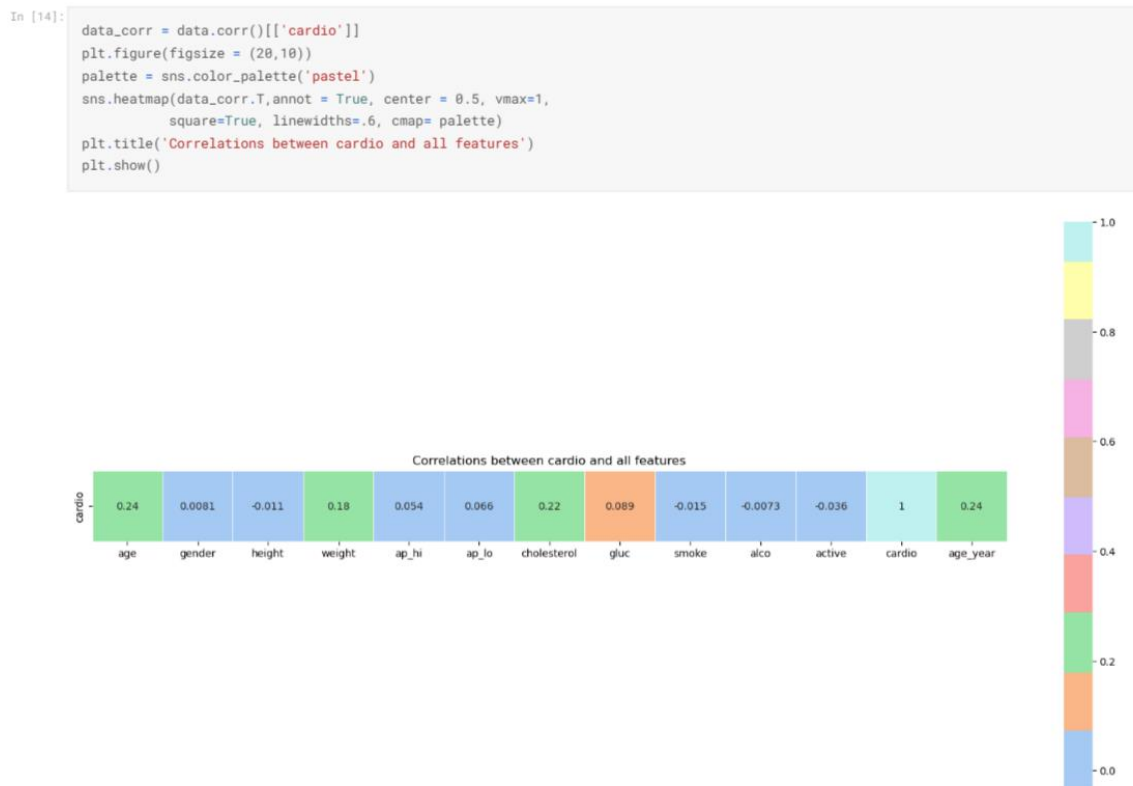 In [14]:
data_corr = data.corr()[['cardio']]
plt.figure(figsize = (20,10))
palette = sns.color_palette('pastel')
sns.heatmap(data_corr.T,annot = True, center = 0.5, vmax=1,
square=True, linewidths=.6, cmap= palette)
plt.title('Correlations between cardio and all features')
plt.show()
1.0
0.8
0.6
Correlations between cardio and all features
cardio
0.24 0.0081 -0.011 0.18 0.054 0.066 0.22 0.089 -0.015 -0.0073 -0.036 1 0.24
age gender height weight ap_hi ap_lo cholesterol gluc smoke alco active cardio age_year
0.4
0.2
0.0